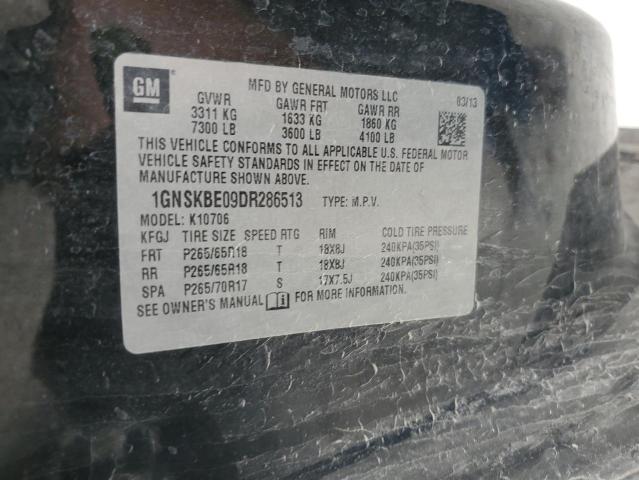 GM
MFD BY GENERAL MOTORS LLC
03/13
GVWR GAWR FRT GAWR RR
3311 KG 1633 KG 1860 KG
7300 LB 3600 LB 4100 LB
THIS VEHICLE CONFORMS TO ALL APPLICABLE U.S. FEDERAL MOTOR
VEHICLE SAFETY STANDARDS IN EFFECT ON THE DATE OF
MANUFACTURE SHOWN ABOVE.
1GNSKBE09DR286513 TYPE: M.P.V.
MODEL: K10706
KFGJ TIRE SIZE SPEED RTG RIM COLD TIRE PRESSURE
FRT P265/65R18 T 18X8J 240KPA(35PSI)
RR P265/65R18 T 18X8J 240KPA(35PSI)
SPA P265/70R17 S 17X7.5J 240KPA(35PSI)
SEE OWNER'S MANUAL FOR MORE INFORMATION.